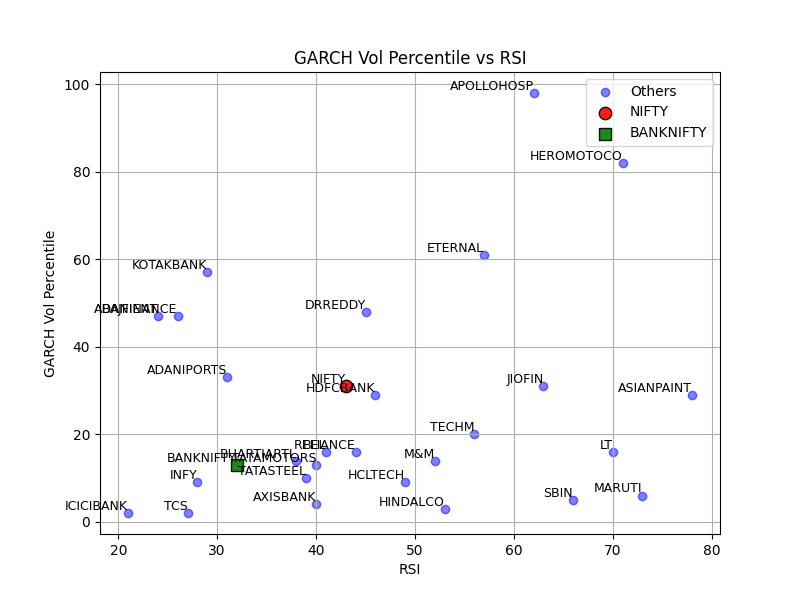 GARCH Vol Percentile vs RSI
GARCH Vol Percentile
100
80
60
40
20
0
20
30
40
50
60
70
80
RSI
Others
NIFTY
BANKNIFTY
APOLLOHOSP
HEROMOTOCO
ETERNAL
KOTAKBANK
DRREDDY
ADANIPORTS
NIFTY
HDFCBANK
JIOFIN
ASIANPAINT
TECHM
RELIANCE
LT
BHARTIARTL
BANKNIFTY
TATAMOTORS
M&M
TATASTEEL
INFY
HCLTECH
AXISBANK
SBIN
MARUTI
HINDALCO
ICICIBANK
TCS